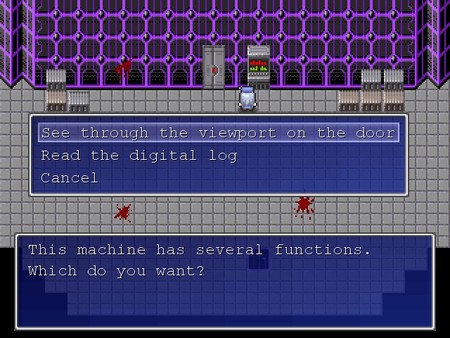 See through the viewport on the door
Read the digital log
Cancel
This machine has several functions.
Which do you want?